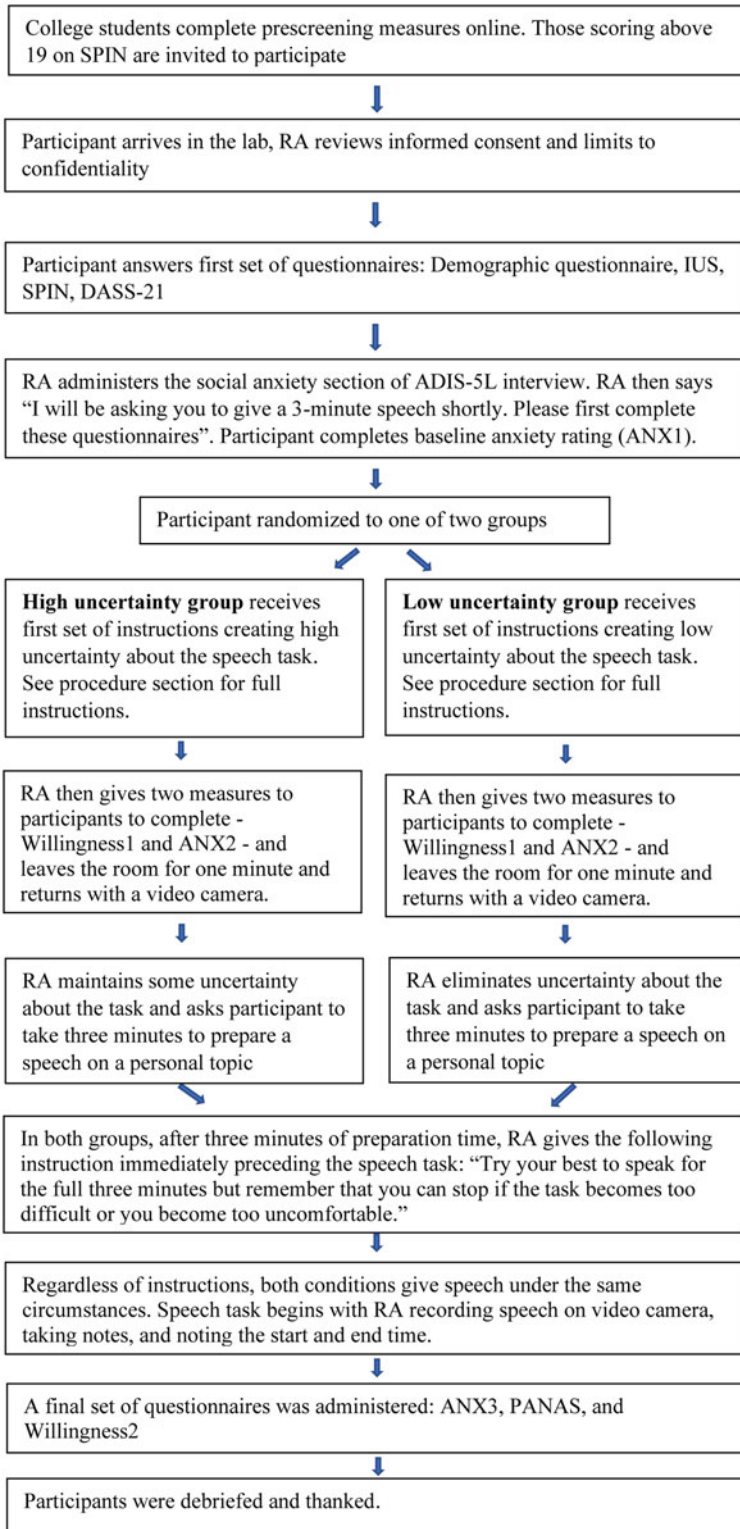 College students complete prescreening measures online. Those scoring above
19 on SPIN are invited to participate
Participant arrives in the lab, RA reviews informed consent and limits to
confidentiality
Participant answers first set of questionnaires: Demographic questionnaire, IUS,
SPIN, DASS-21
RA administers the social anxiety section of ADIS-5L interview. RA then says
“I will be asking you to give a 3-minute speech shortly. Please first complete
these questionnaires”. Participant completes baseline anxiety rating (ANX1).
Participant randomized to one of two groups
High uncertainty group receives
first set of instructions creating high
uncertainty about the speech task.
See procedure section for full
instructions.
Low uncertainty group receives
first set of instructions creating low
uncertainty about the speech task.
See procedure section for full
instructions.
RA then gives two measures to
participants to complete -
Willingness1 and ANX2 - and
leaves the room for one minute and
returns with a video camera.
RA then gives two measures to
participants to complete -
Willingness1 and ANX2 - and
leaves the room for one minute and
returns with a video camera.
RA maintains some uncertainty
about the task and asks participant to
take three minutes to prepare a
speech on a personal topic
RA eliminates uncertainty about the
task and asks participant to take
three minutes to prepare a speech on
a personal topic
In both groups, after three minutes of preparation time, RA gives the following
instruction immediately preceding the speech task: “Try your best to speak for
the full three minutes but remember that you can stop if the task becomes too
difficult or you become too uncomfortable.”
Regardless of instructions, both conditions give speech under the same
circumstances. Speech task begins with RA recording speech on video camera,
taking notes, and noting the start and end time.
A final set of questionnaires was administered: ANX3, PANAS, and
Willingness2
Participants were debriefed and thanked.